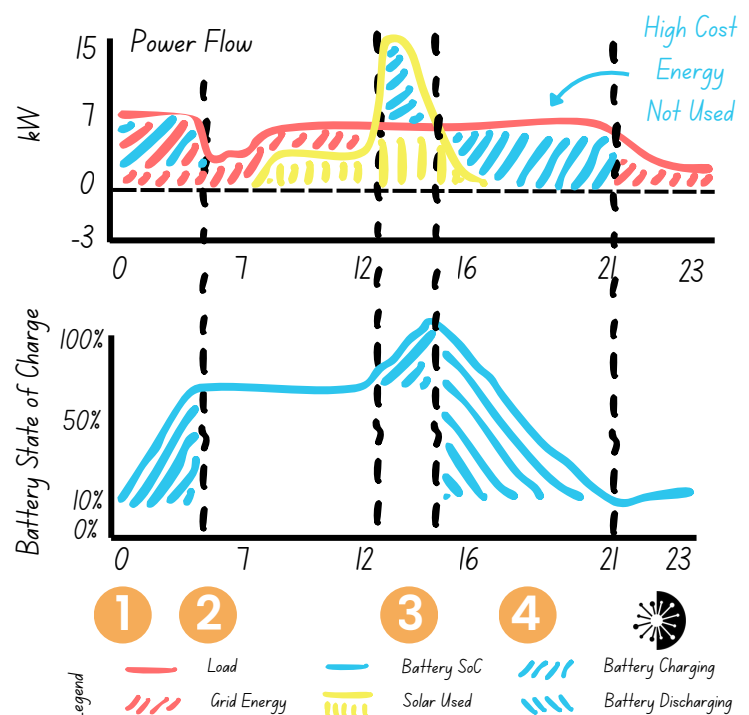 Power Flow
High Cost
Energy
Not Used
kW
15
7
0
-3
0 7 12 16 21 23
Battery State of Charge
100%
50%
10%
0%
0 7 12 16 21 23
1 2 3 4
Legend
Load Battery SoC Battery Charging
Grid Energy Solar Used Battery Discharging